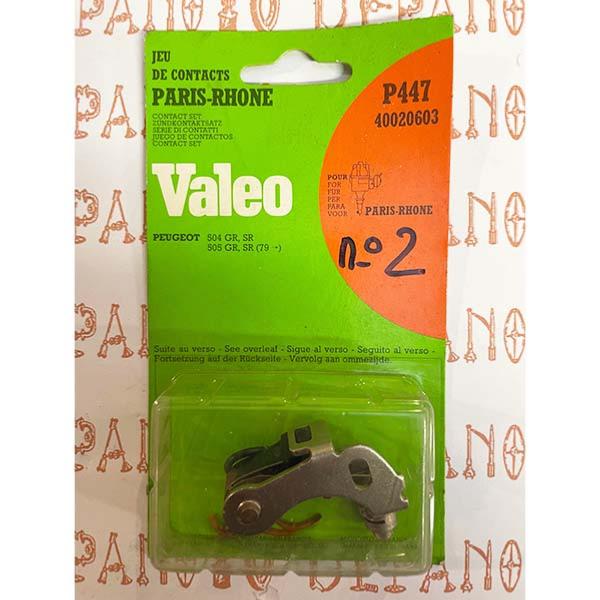 JEU
DE CONTACTS
PARIS-RHONE
CONTACT SET
ZÜNDKONTAKTSATZ
SERIE DI CONTATTI
JUEGO DE CONTACTOS
CONTACT SET
P447
40020603
POUR
FOR
FÜR
PER
PARA
VOOR
PARIS-RHONE
Valeo
PEUGEOT 504 GR, SR
505 GR, SR (79→)
n-o 2
Suite au verso - See overleaf - Sigue al verso - Seguito al verso -
Fortsetzung auf der Rückseite - Vervolg aan ommezijde.
DEPANOTO